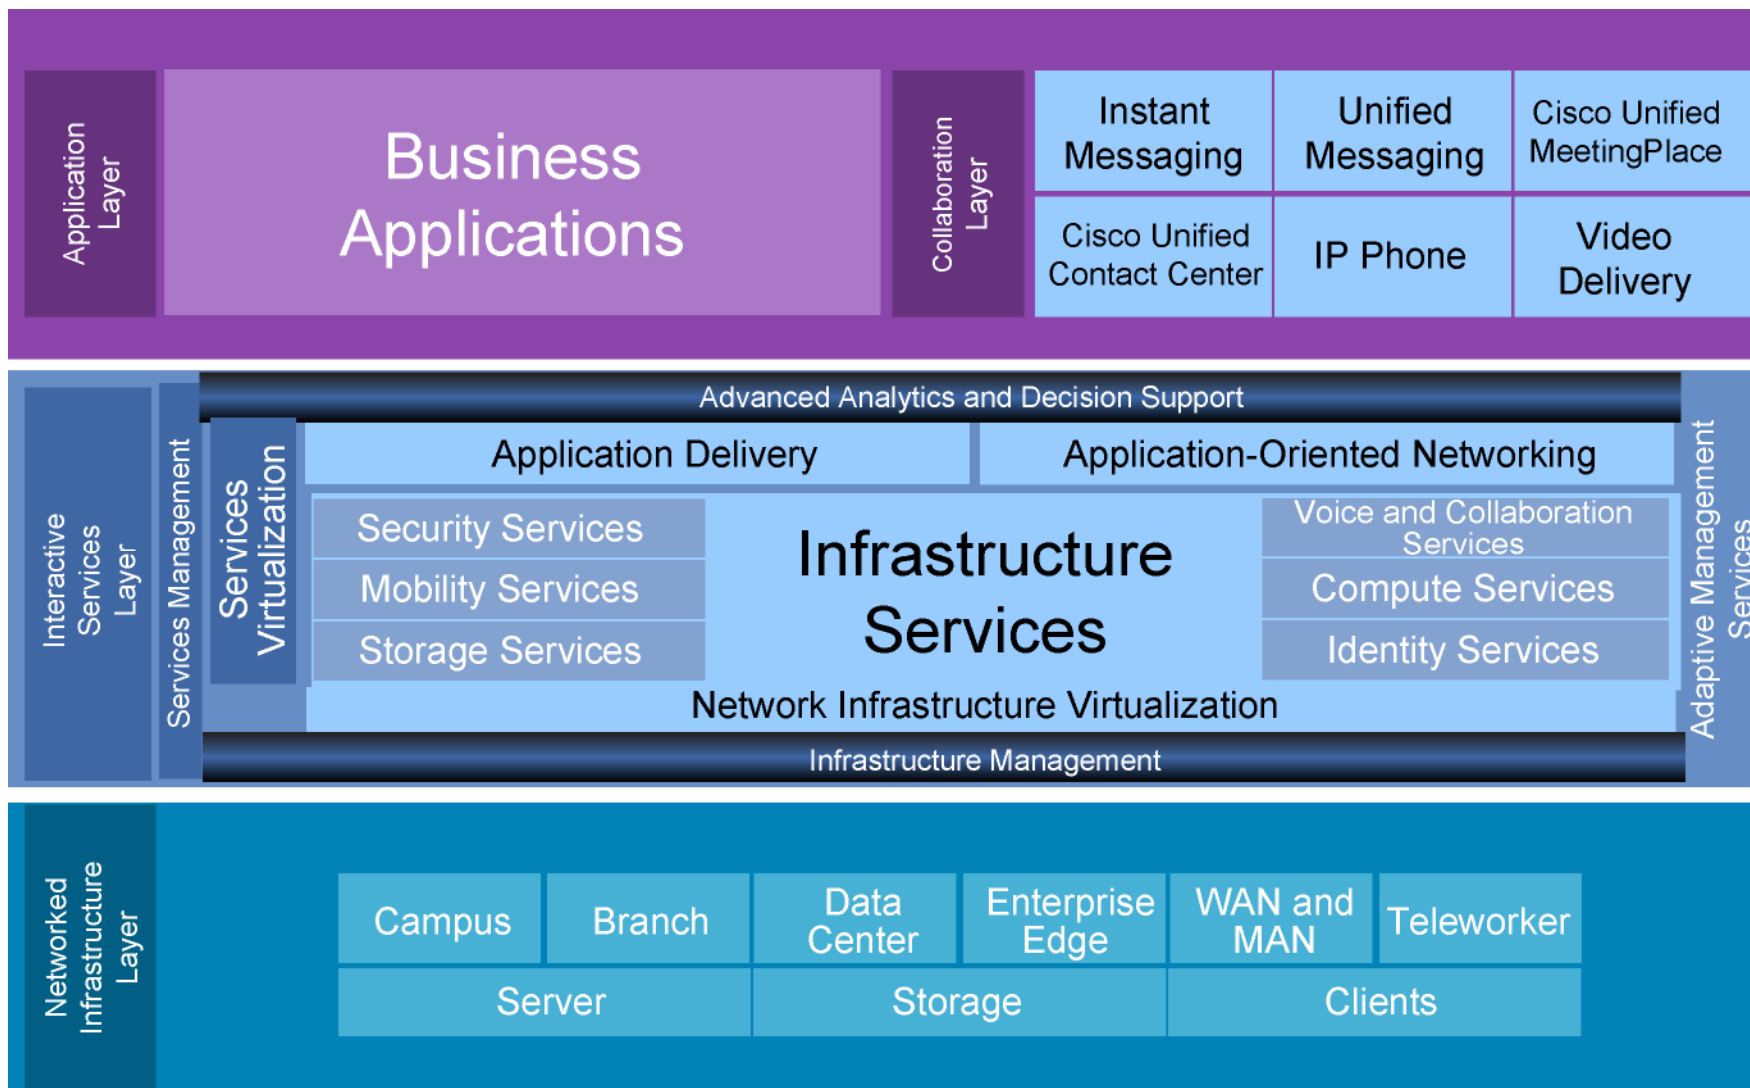 Application
Layer
Business
Applications
Collaboration
Layer
Instant
Messaging
Unified
Messaging
Cisco Unified
MeetingPlace
Cisco Unified
Contact Center
IP Phone
Video
Delivery
Interactive
Services
Layer
Services Management
Advanced Analytics and Decision Support
Services
Virtualization
Application Delivery
Application-Oriented Networking
Security Services
Mobility Services
Storage Services
Infrastructure
Services
Voice and Collaboration
Services
Compute Services
Identity Services
Network Infrastructure Virtualization
Infrastructure Management
Adaptive Management
Services
Networked
Infrastructure
Layer
Campus
Branch
Data
Center
Enterprise
Edge
WAN and
MAN
Teleworker
Server
Storage
Clients